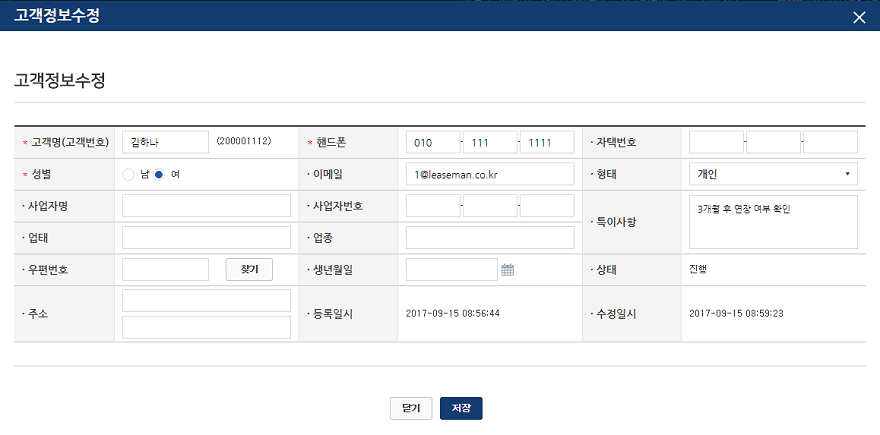 고객정보수정
고객정보수정
* 고객명(고객번호) 김하나 (200001112) * 핸드폰 010 - 111 - 1111 · 자택번호 - -
* 성별 남 여 · 이메일 1@leaseman.co.kr · 형태 개인
· 사업자명 · 사업자번호 - - · 특이사항 3개월 후 연장 여부 확인
· 업태 · 업종
· 우편번호 찾기 · 생년월일 · 상태 진행
· 주소 · 등록일시 2017-09-15 08:56:44 · 수정일시 2017-09-15 08:59:23
닫기 저장